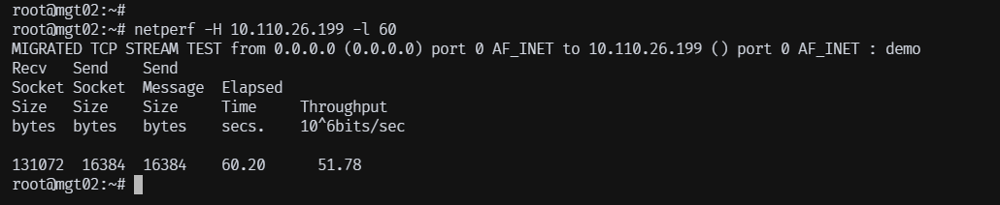 root@mgt02:~#
root@mgt02:~# netperf -H 10.110.26.199 -l 60
MIGRATED TCP STREAM TEST from 0.0.0.0 (0.0.0.0) port 0 AF_INET to 10.110.26.199 () port 0 AF_INET : demo
Recv   Send    Send
Socket Socket  Message  Elapsed
Size   Size    Size     Time     Throughput
bytes  bytes   bytes    secs.    10^6bits/sec

131072  16384  16384    60.20      51.78
root@mgt02:~#